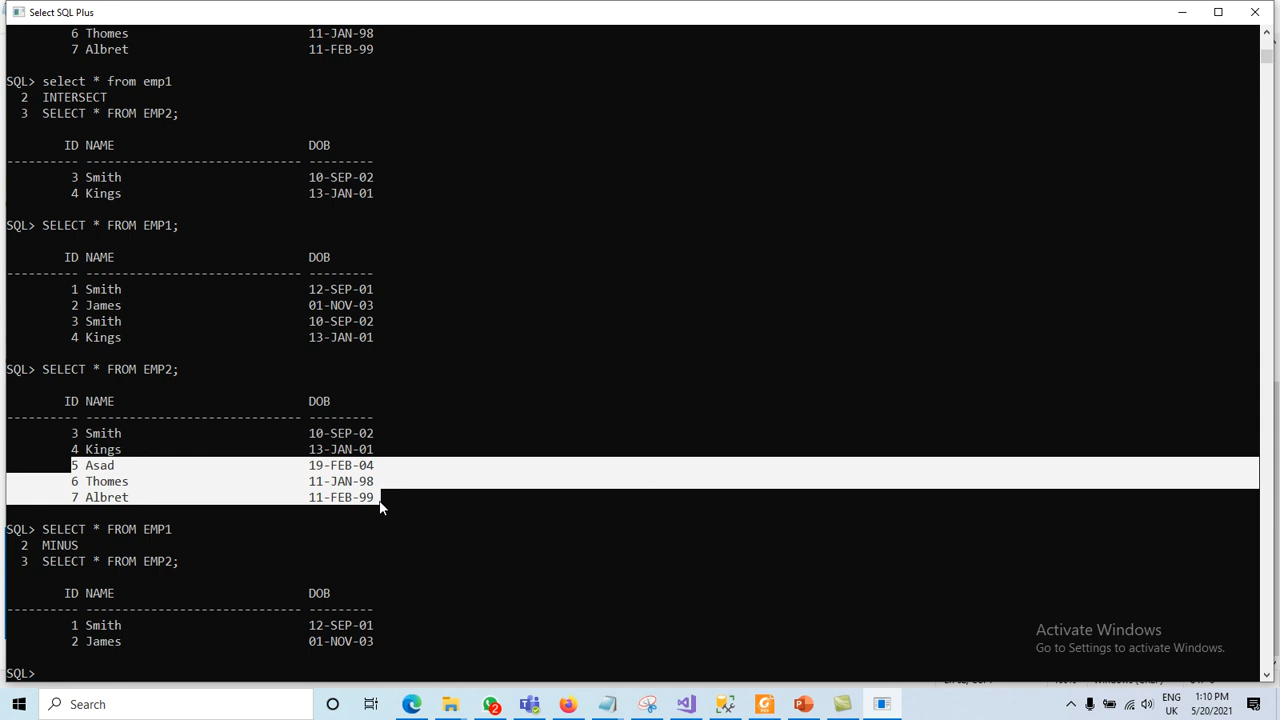 Select SQL Plus
6 Thomes 11-JAN-98
7 Albret 11-FEB-99
SQL> select * from emp1
2 INTERSECT
3 SELECT * FROM EMP2;
ID NAME DOB
---------- ------------------------------ ---------
3 Smith 10-SEP-02
4 Kings 13-JAN-01
SQL> SELECT * FROM EMP1;
ID NAME DOB
---------- ------------------------------ ---------
1 Smith 12-SEP-01
2 James 01-NOV-03
3 Smith 10-SEP-02
4 Kings 13-JAN-01
SQL> SELECT * FROM EMP2;
ID NAME DOB
---------- ------------------------------ ---------
3 Smith 10-SEP-02
4 Kings 13-JAN-01
5 Asad 19-FEB-04
6 Thomes 11-JAN-98
7 Albret 11-FEB-99
SQL> SELECT * FROM EMP1
2 MINUS
3 SELECT * FROM EMP2;
ID NAME DOB
---------- ------------------------------ ---------
1 Smith 12-SEP-01
2 James 01-NOV-03
SQL>
Activate Windows
Go to Settings to activate Windows.
Search
2
ENG
UK
1:10 PM
5/20/2021